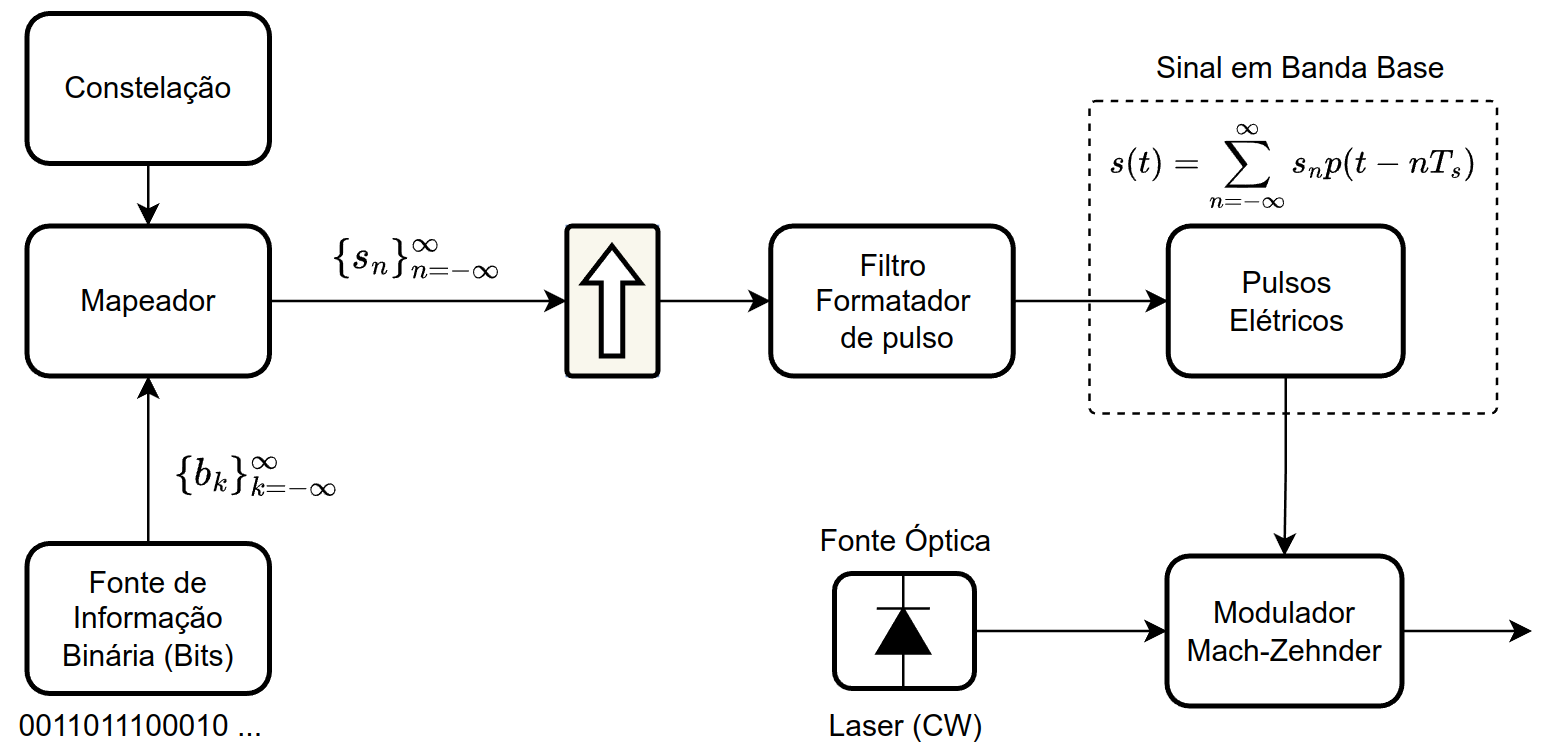 Constelação
Sinal em Banda Base
$s(t) = \sum_{n=-\infty}^{\infty} s_n p(t - nT_s)$
Mapeador
$\{s_n\}_{n=-\infty}^{\infty}$
Filtro
Formatador
de pulso
Pulsos
Elétricos
$\{b_k\}_{k=-\infty}^{\infty}$
Fonte de
Informação
Binária (Bits)
0011011100010 ...
Fonte Óptica
Laser (CW)
Modulador
Mach-Zehnder